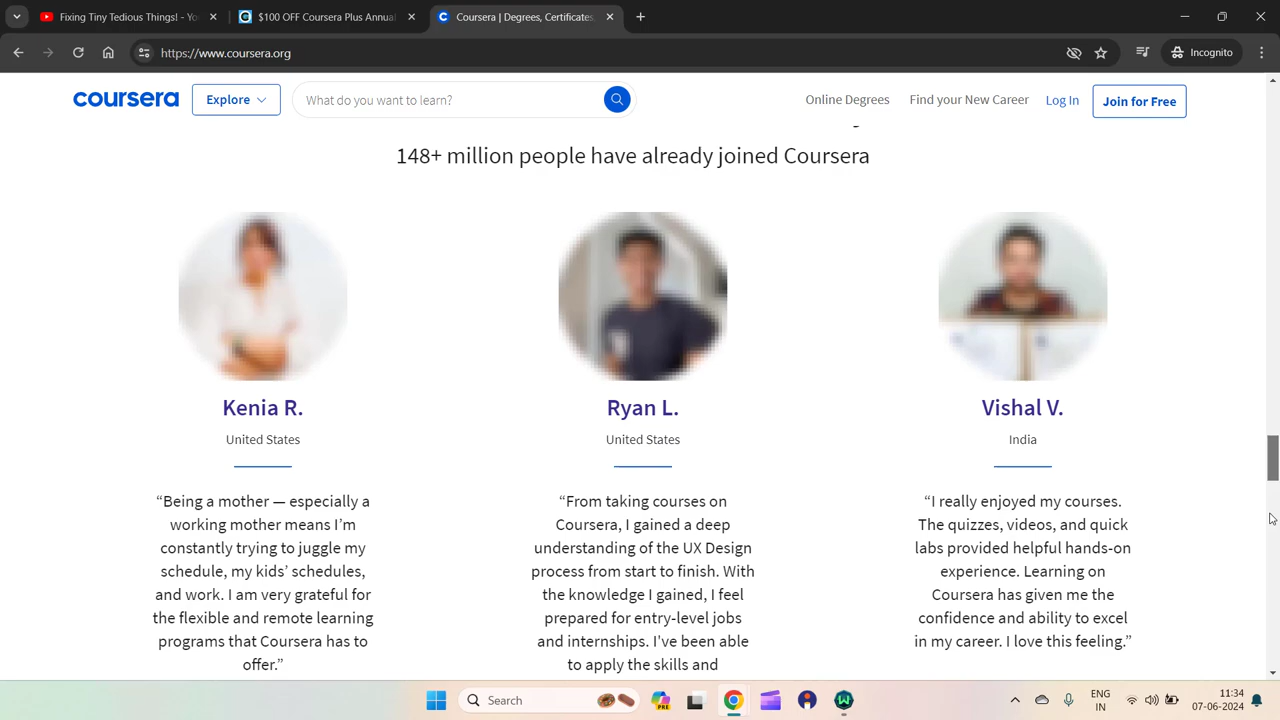 Fixing Tiny Tedious Things! - Yo
$100 OFF Coursera Plus Annual
Coursera | Degrees, Certificates,
https://www.coursera.org
Incognito
coursera
Explore
What do you want to learn?
Online Degrees
Find your New Career
Log In
Join for Free
148+ million people have already joined Coursera
Kenia R.
United States
“Being a mother — especially a
working mother means I’m
constantly trying to juggle my
schedule, my kids’ schedules,
and work. I am very grateful for
the flexible and remote learning
programs that Coursera has to
offer.”
Ryan L.
United States
“From taking courses on
Coursera, I gained a deep
understanding of the UX Design
process from start to finish. With
the knowledge I gained, I feel
prepared for entry-level jobs
and internships. I've been able
to apply the skills and
Vishal V.
India
“I really enjoyed my courses.
The quizzes, videos, and quick
labs provided helpful hands-on
experience. Learning on
Coursera has given me the
confidence and ability to excel
in my career. I love this feeling.”
Search
PRE
ENG
IN
11:34
07-06-2024